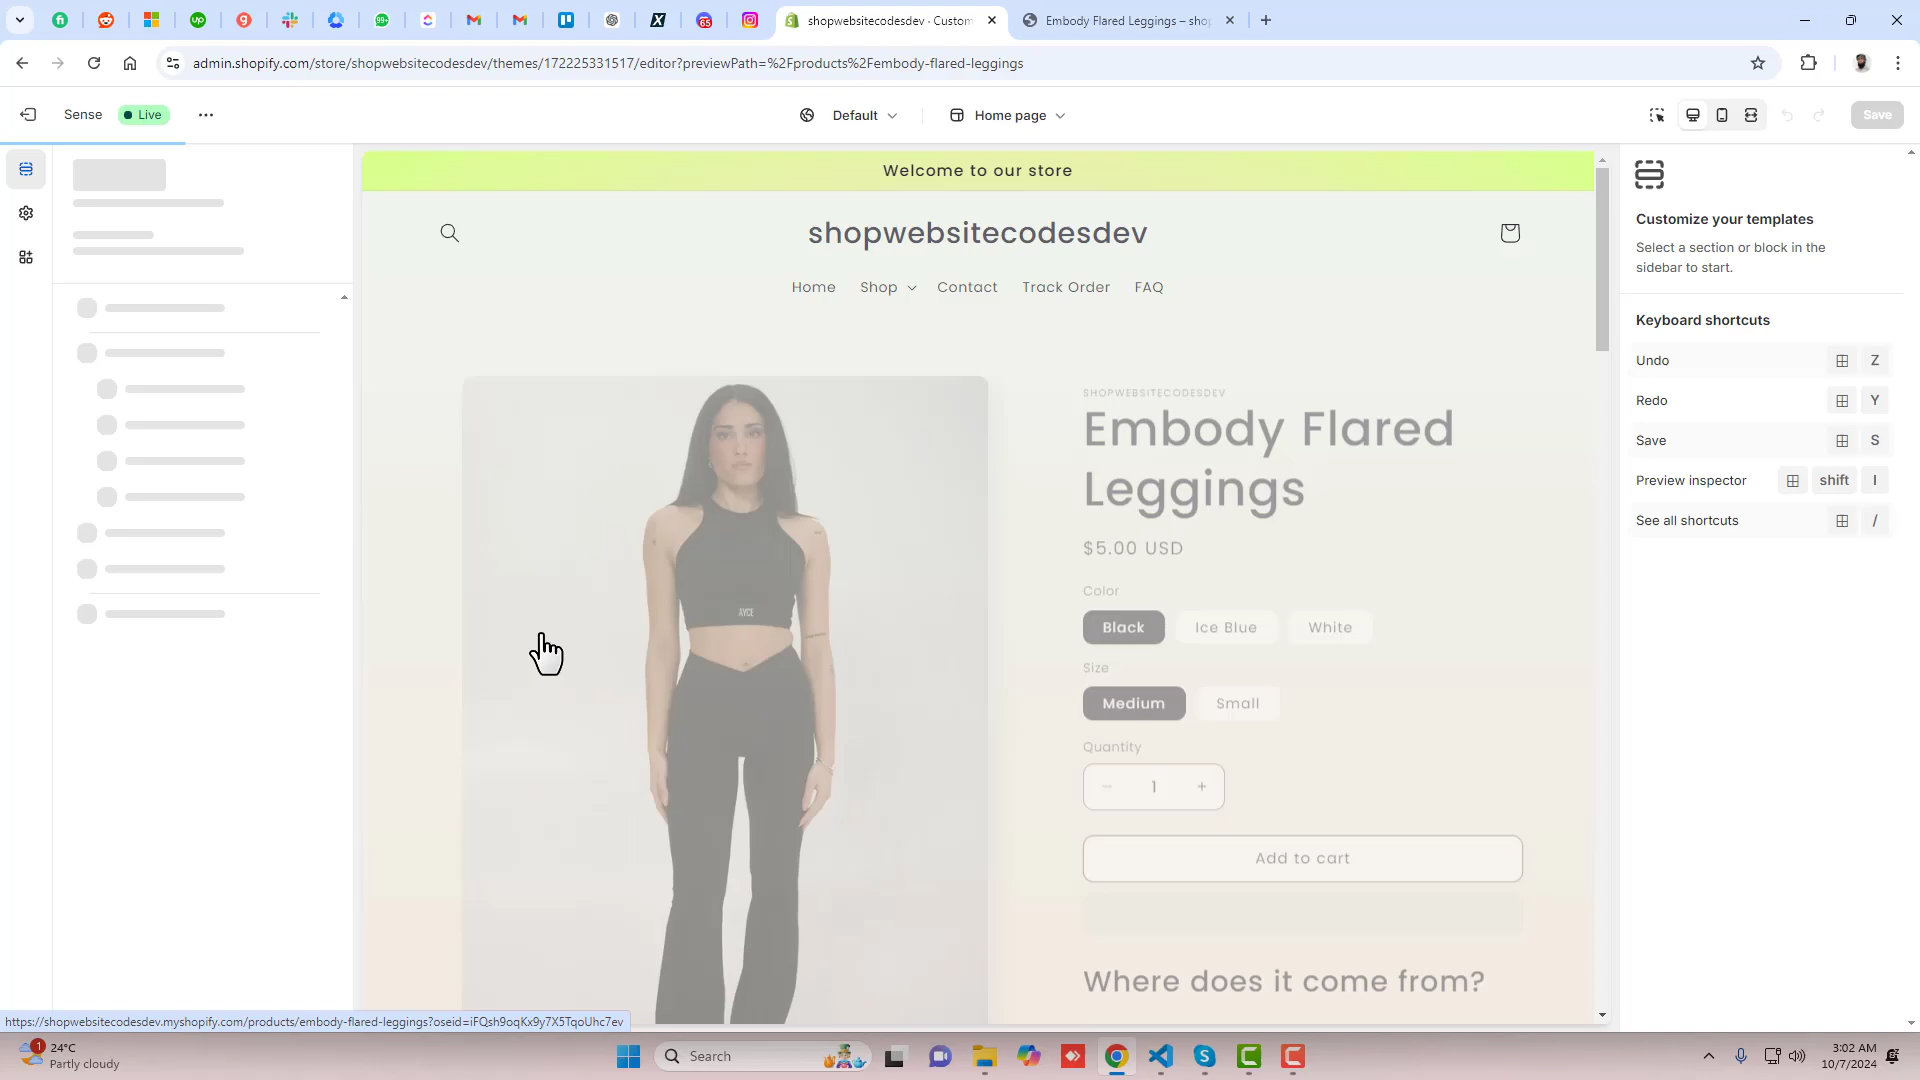 shopwebsitecodesdev - Custom
Embody Flared Leggings – shop
admin.shopify.com/store/shopwebsitecodesdev/themes/172225331517/editor?previewPath=%2Fproducts%2Fembody-flared-leggings
Sense
Live
Default
Home page
Save
Welcome to our store
shopwebsitecodesdev
Home
Shop
Contact
Track Order
FAQ
SHOPWEBSITECODESDEV
Embody Flared
Leggings
$5.00 USD
Color
Black
Ice Blue
White
Size
Medium
Small
Quantity
1
Add to cart
Where does it come from?
AYCE
Customize your templates
Select a section or block in the
sidebar to start.
Keyboard shortcuts
Undo
Z
Redo
Y
Save
S
Preview inspector
shift
I
See all shortcuts
/
https://shopwebsitecodesdev.myshopify.com/products/embody-flared-leggings?oseid=iFQsh9oqKx9y7X5TqoUhc7ev
1
24°C
Partly cloudy
Search
3:02 AM
10/7/2024